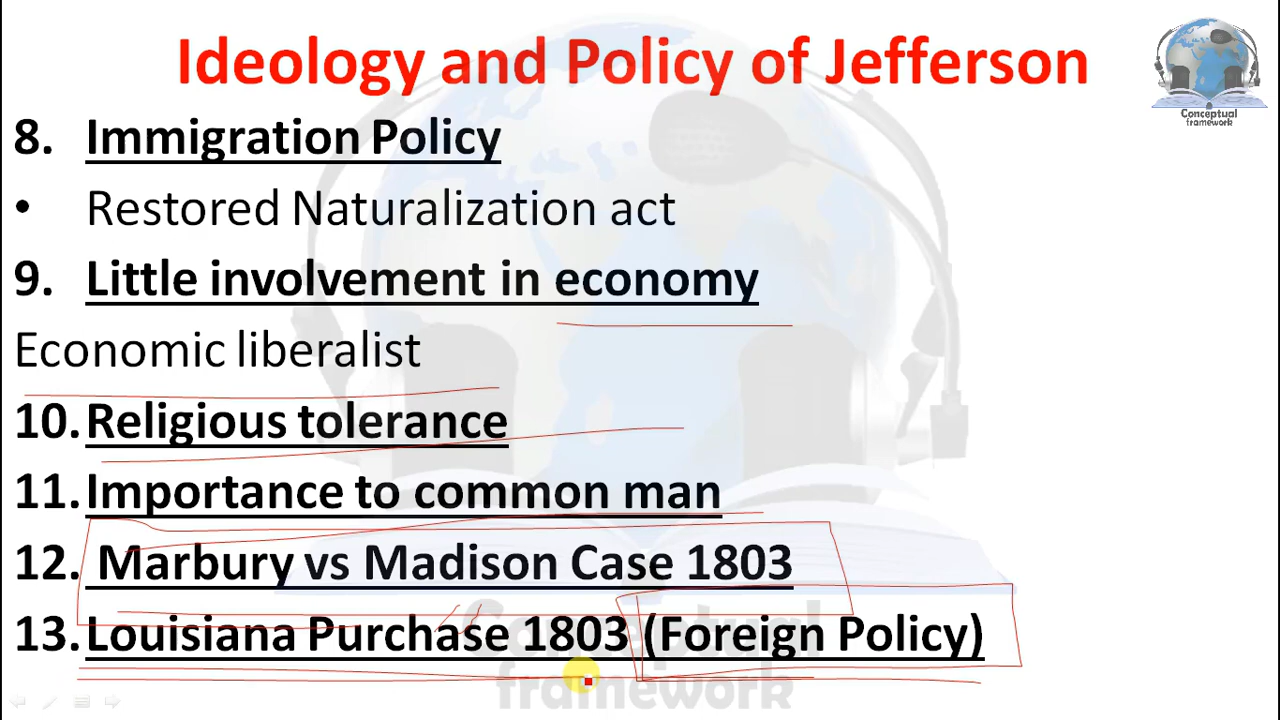 Ideology and Policy of Jefferson
Conceptual
framework
8. Immigration Policy
• Restored Naturalization act
9. Little involvement in economy
Economic liberalist
10. Religious tolerance
11. Importance to common man
12. Marbury vs Madison Case 1803
13. Louisiana Purchase 1803 (Foreign Policy)
Conceptual
framework